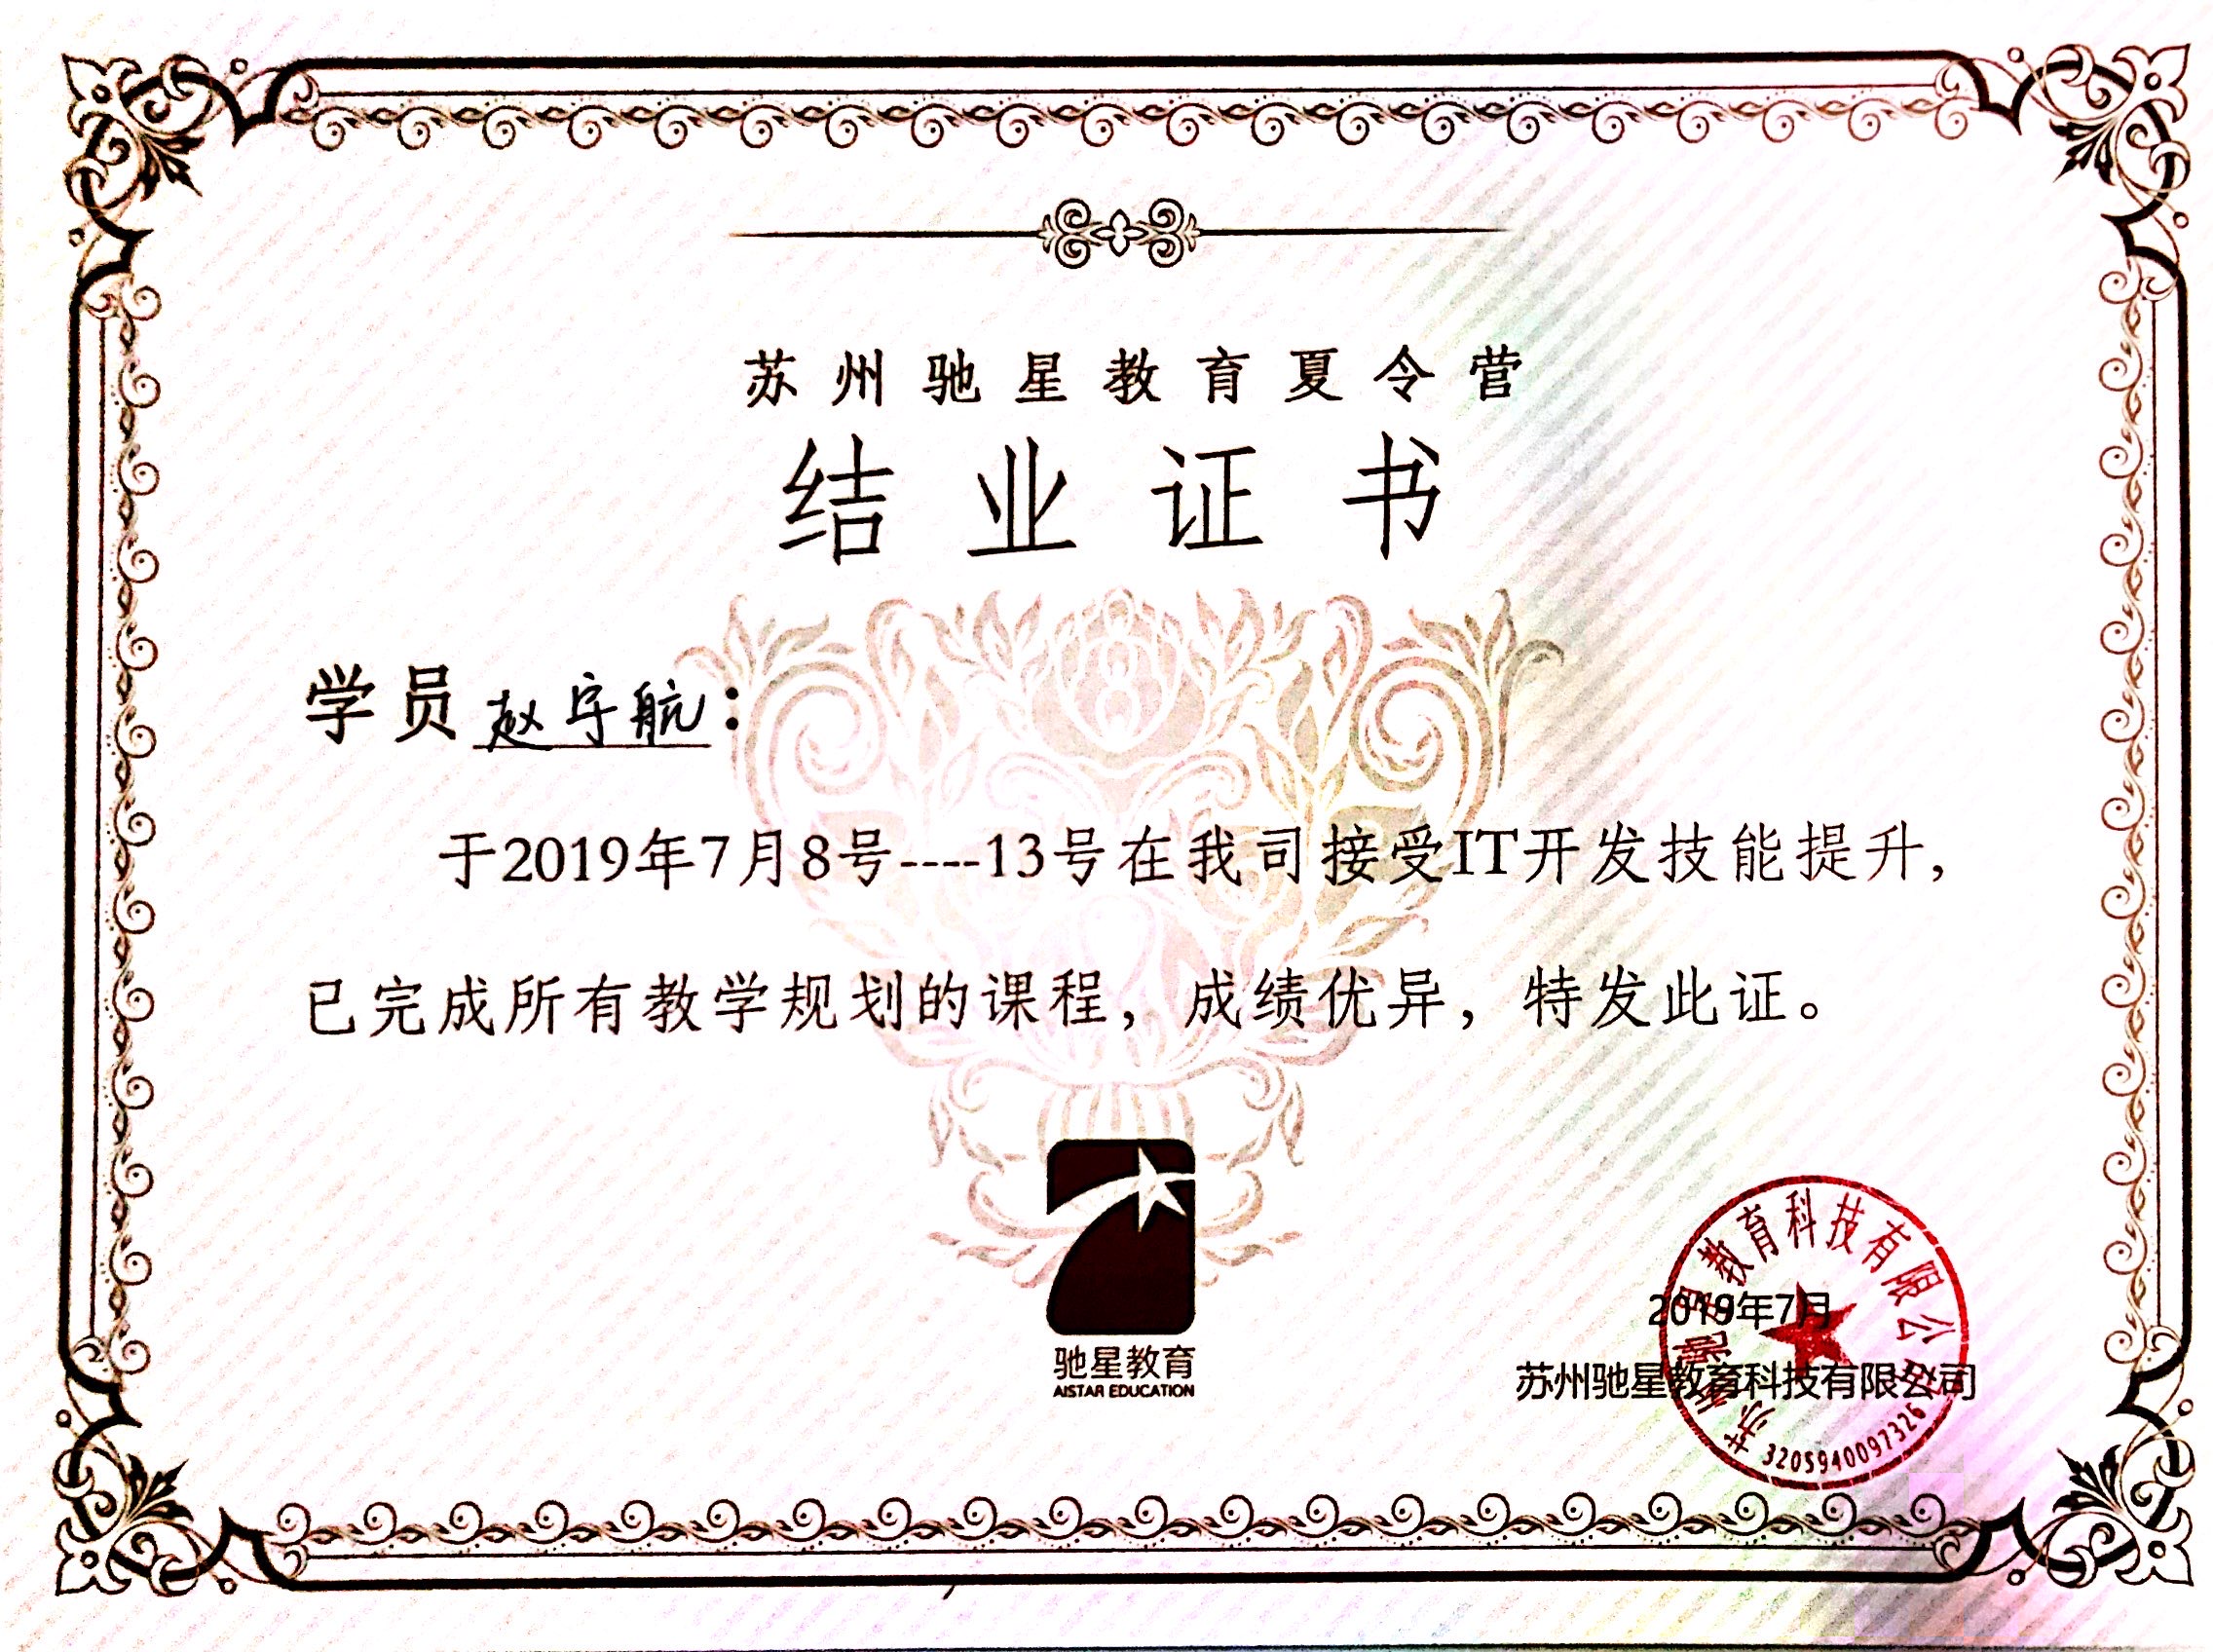 苏州驰星教育夏令营
结业证书
学员赵宇航：
于2019年7月8号----13号在我司接受IT开发技能提升,
已完成所有教学规划的课程，成绩优异，特发此证。
驰星教育
AISTAR EDUCATION
2019年7月
苏州驰星教育科技有限公司
苏州驰星教育科技有限公司
3205940097326